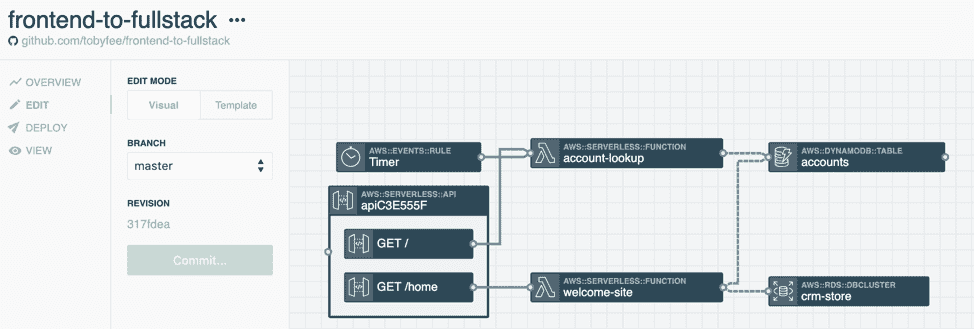 frontend-to-fullstack ...
github.com/tobyfee/frontend-to-fullstack
OVERVIEW
EDIT
DEPLOY
VIEW
EDIT MODE
Visual
Template
BRANCH
master
REVISION
317fdea
Commit...
AWS::EVENTS::RULE
Timer
AWS::SERVERLESS::API
apiC3E555F
GET /
GET /home
AWS::SERVERLESS::FUNCTION
account-lookup
AWS::SERVERLESS::FUNCTION
welcome-site
AWS::DYNAMODB::TABLE
accounts
AWS::RDS::DBCLUSTER
crm-store